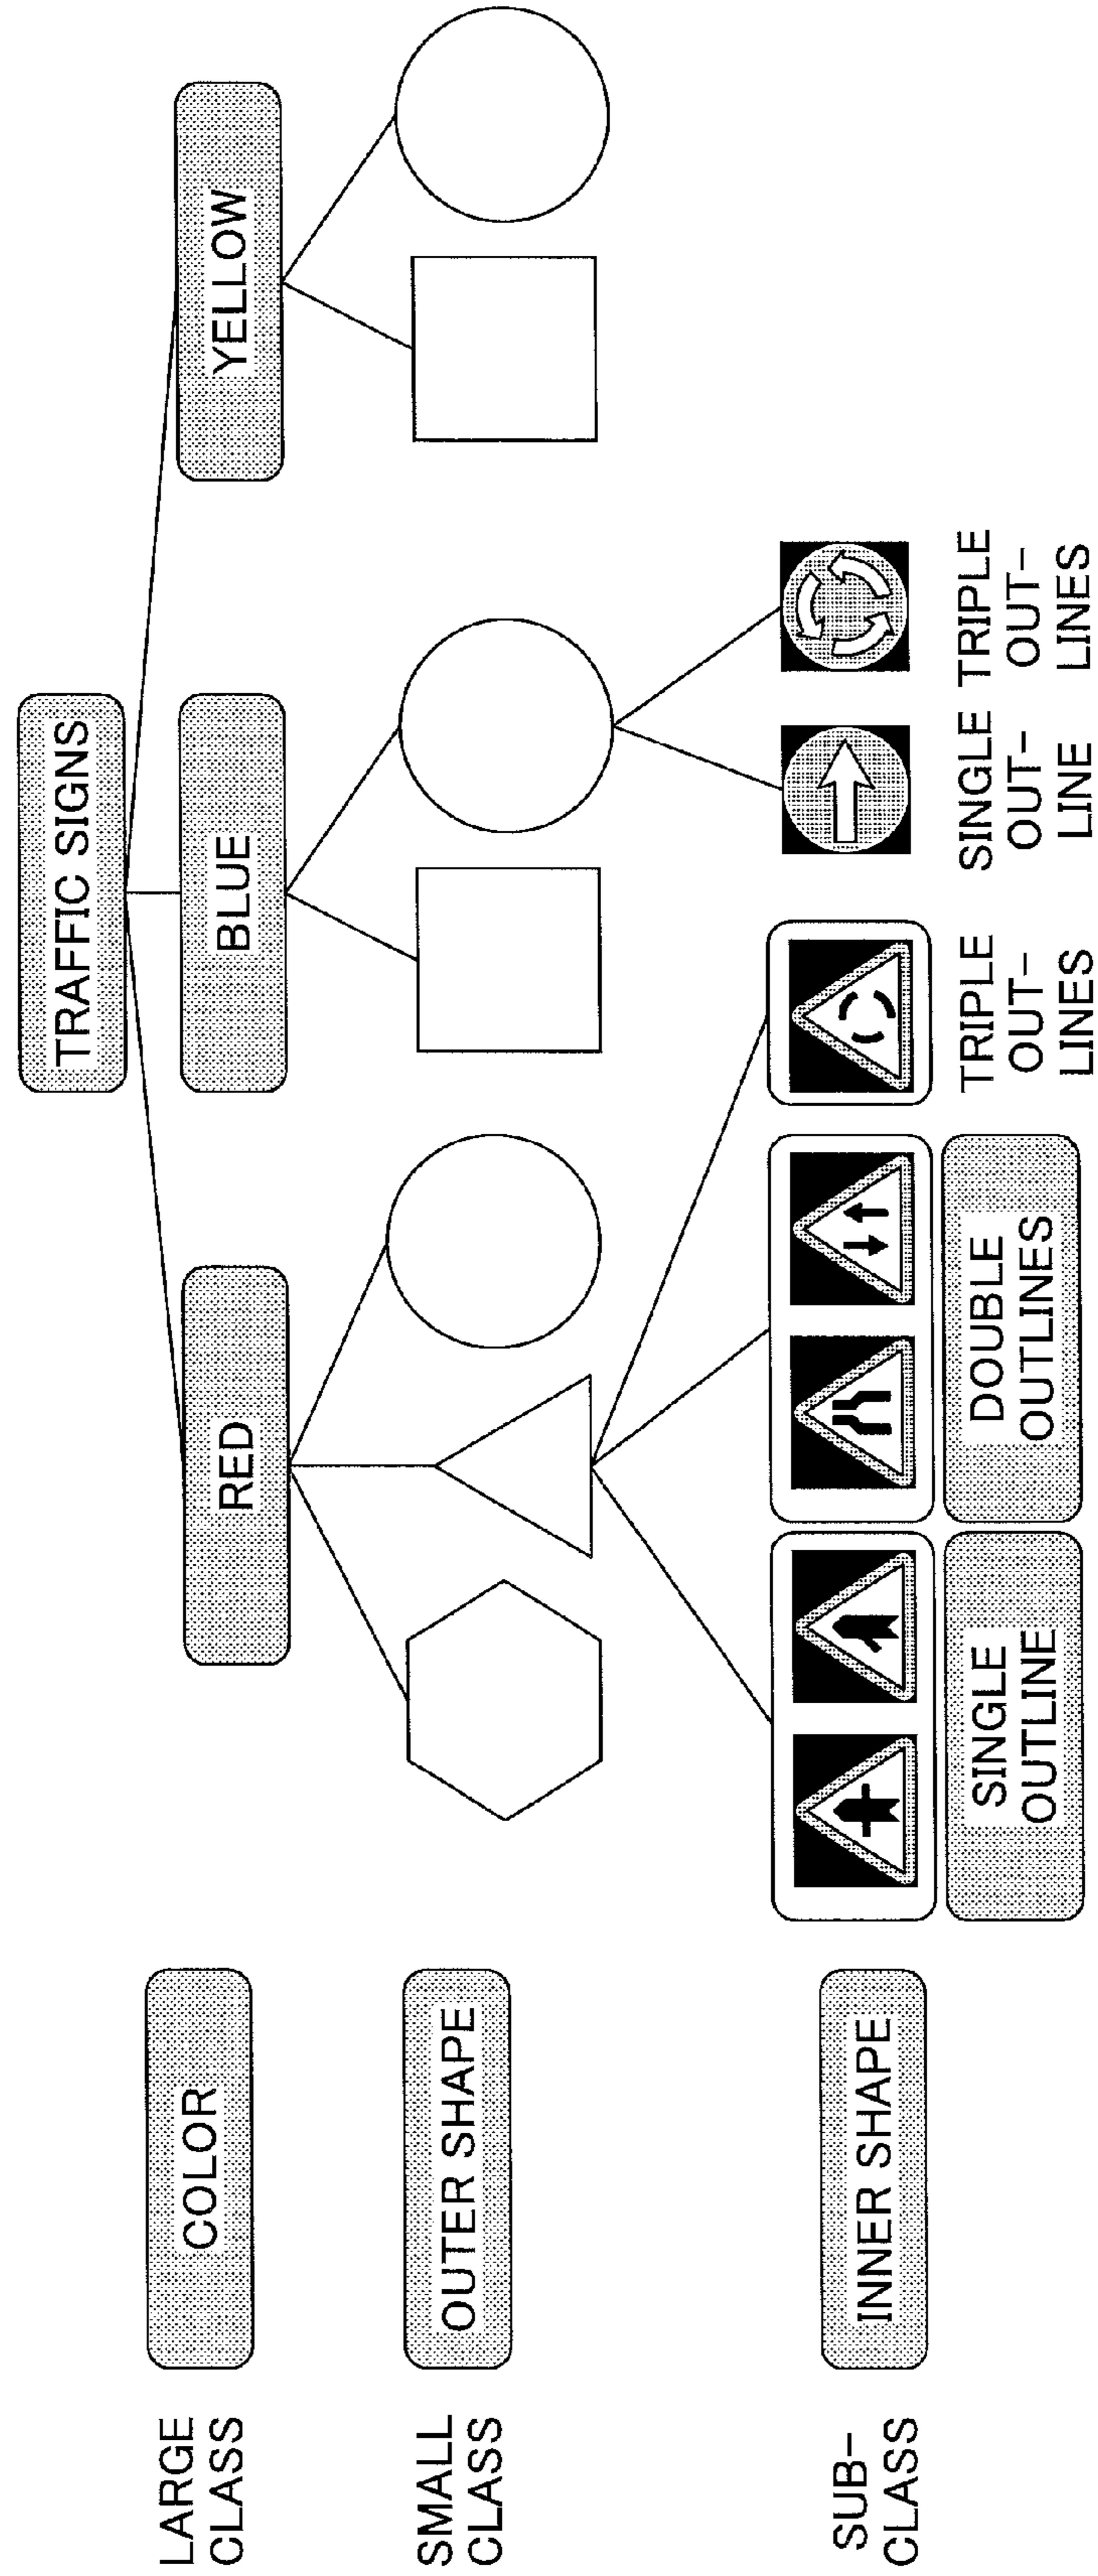 TRAFFIC SIGNS
LARGE
CLASS
COLOR
RED
BLUE
YELLOW
SMALL
CLASS
OUTER SHAPE
SUB-
CLASS
INNER SHAPE
SINGLE
OUTLINE
DOUBLE
OUTLINES
TRIPLE
OUT-
LINES
SINGLE
OUT-
LINE
TRIPLE
OUT-
LINES